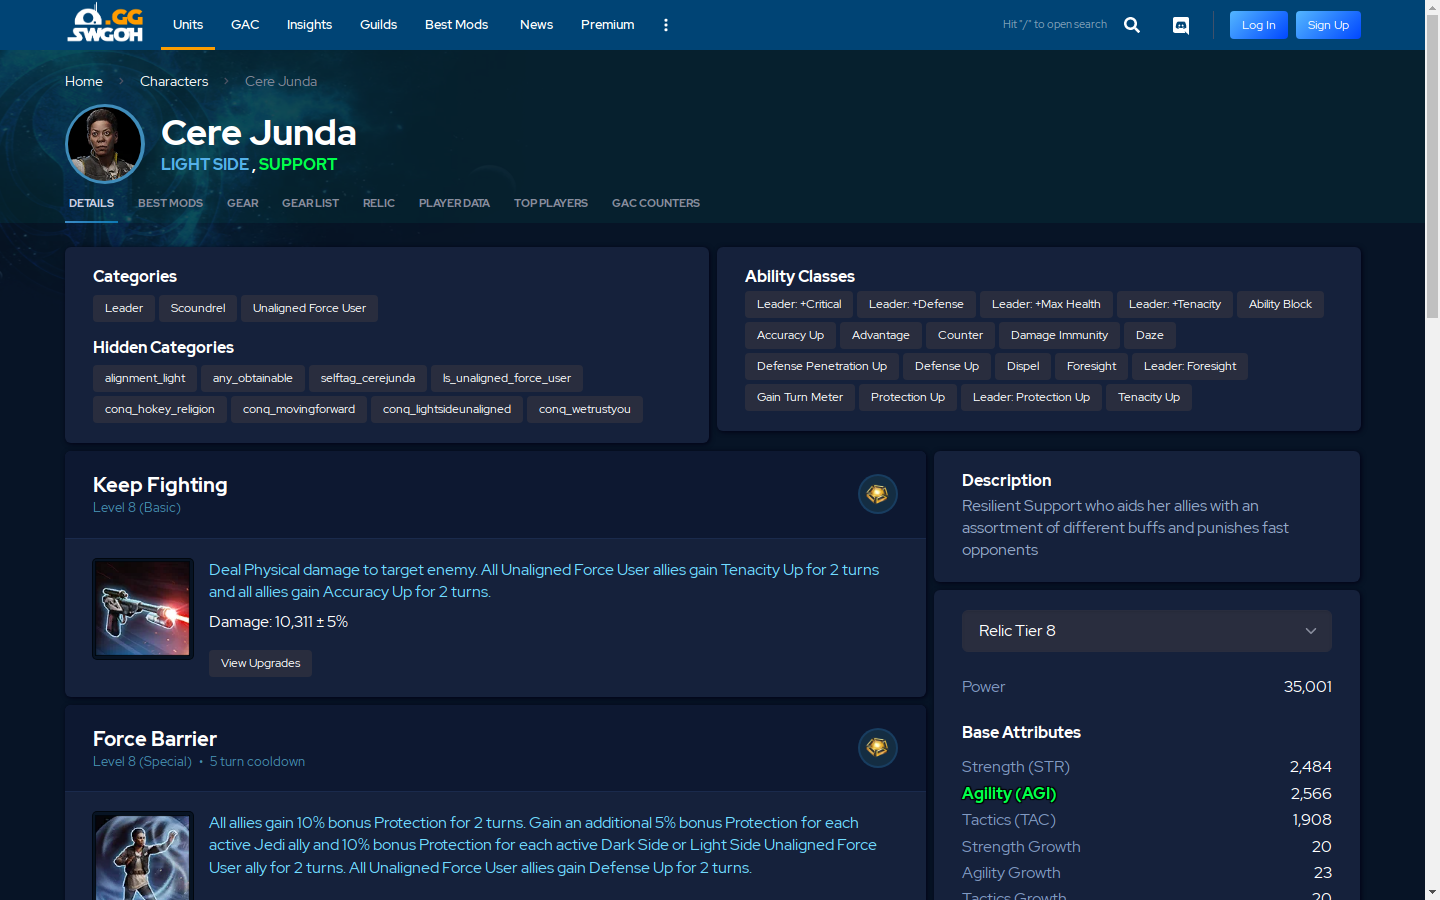 .GG
SWGOH
Units
GAC
Insights
Guilds
Best Mods
News
Premium
Hit "/" to open search
Log In
Sign Up
Home
Characters
Cere Junda
Cere Junda
LIGHT SIDE , SUPPORT
DETAILS
BEST MODS
GEAR
GEAR LIST
RELIC
PLAYER DATA
TOP PLAYERS
GAC COUNTERS
Categories
Leader
Scoundrel
Unaligned Force User
Hidden Categories
alignment_light
any_obtainable
selftag_cerejunda
ls_unaligned_force_user
conq_hokey_religion
conq_movingforward
conq_lightsideunaligned
conq_wetrustyou
Ability Classes
Leader: +Critical
Leader: +Defense
Leader: +Max Health
Leader: +Tenacity
Ability Block
Accuracy Up
Advantage
Counter
Damage Immunity
Daze
Defense Penetration Up
Defense Up
Dispel
Foresight
Leader: Foresight
Gain Turn Meter
Protection Up
Leader: Protection Up
Tenacity Up
Keep Fighting
Level 8 (Basic)
Deal Physical damage to target enemy. All Unaligned Force User allies gain Tenacity Up for 2 turns
and all allies gain Accuracy Up for 2 turns.
Damage: 10,311 ± 5%
View Upgrades
Force Barrier
Level 8 (Special) • 5 turn cooldown
All allies gain 10% bonus Protection for 2 turns. Gain an additional 5% bonus Protection for each
active Jedi ally and 10% bonus Protection for each active Dark Side or Light Side Unaligned Force
User ally for 2 turns. All Unaligned Force User allies gain Defense Up for 2 turns.
Description
Resilient Support who aids her allies with an
assortment of different buffs and punishes fast
opponents
Relic Tier 8
Power 35,001
Base Attributes
Strength (STR) 2,484
Agility (AGI) 2,566
Tactics (TAC) 1,908
Strength Growth 20
Agility Growth 23
Tactics Growth 20